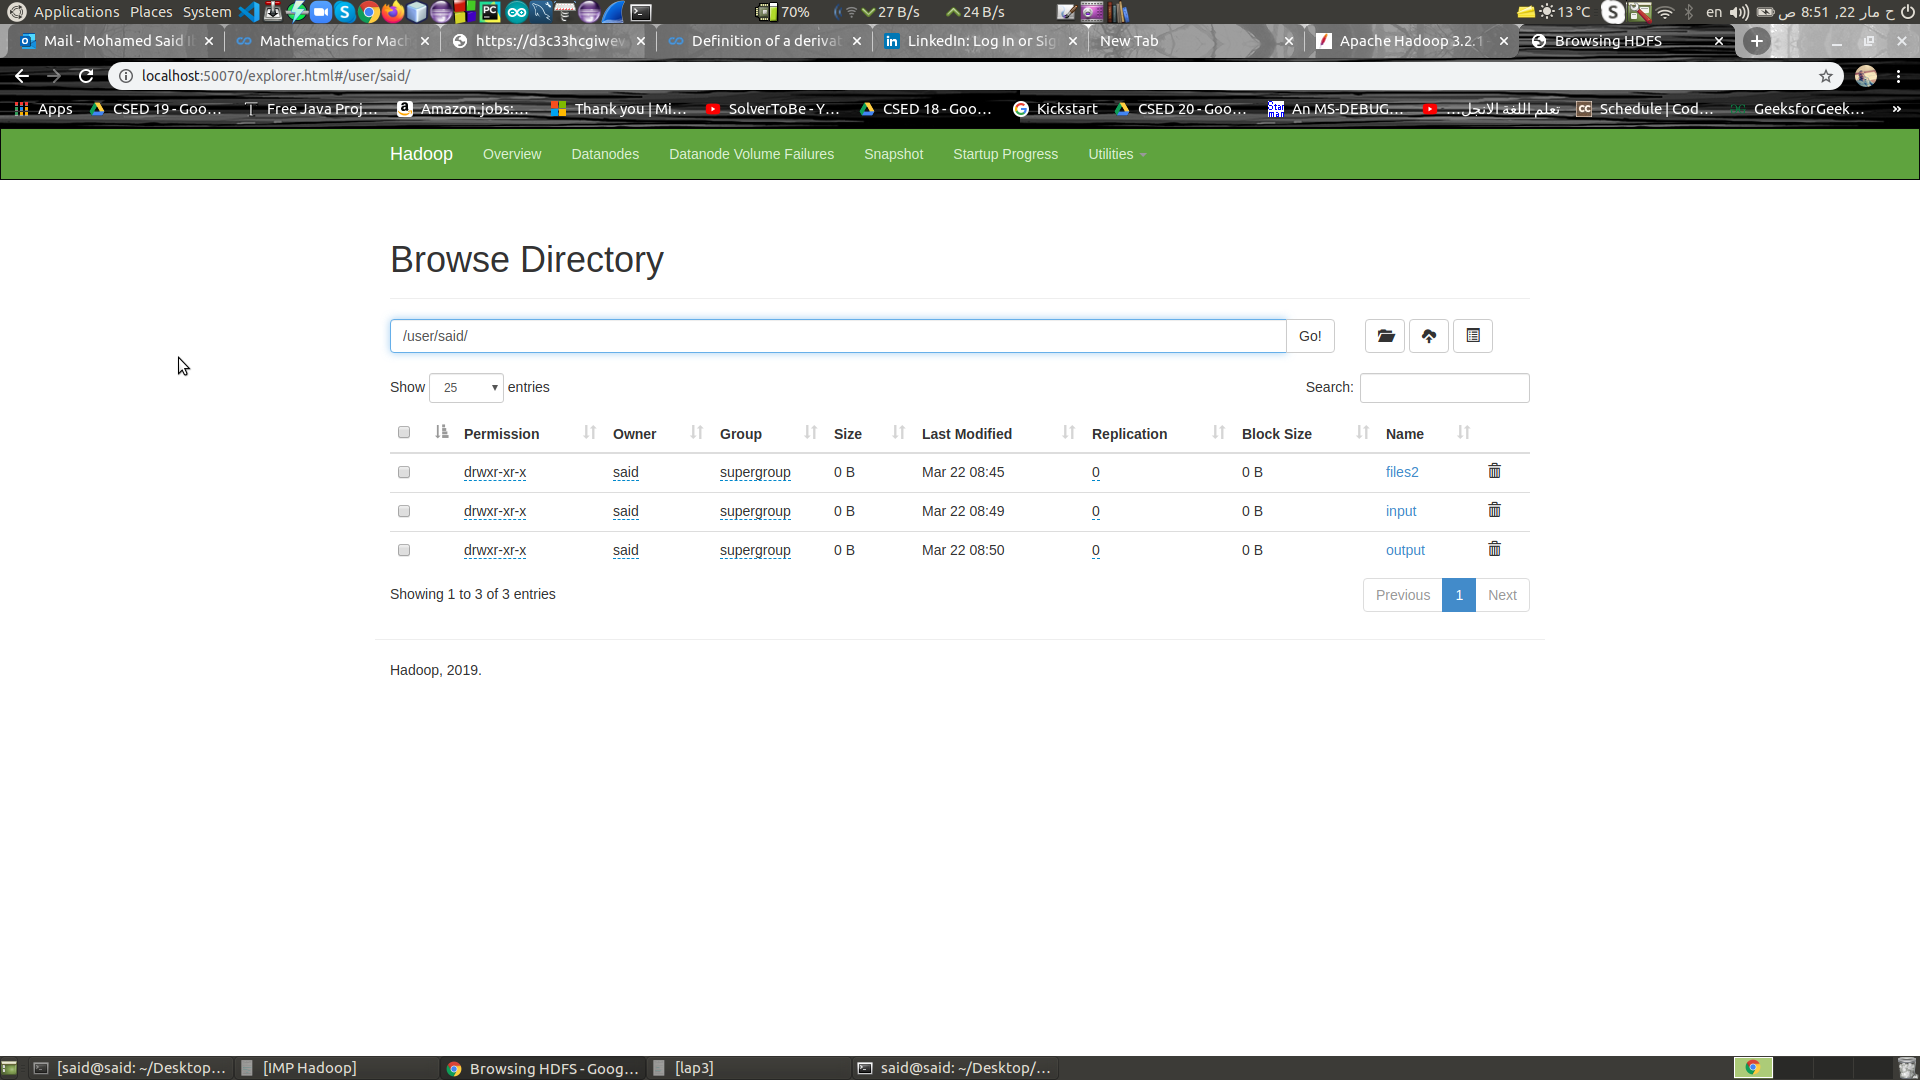 Applications Places System 70% 27 B/s 24 B/s 13 °C en ح مار 22, 8:51 ص
Mail - Mohamed Said I Mathematics for Mac https://d3c33hcgiwev Definition of a derivat LinkedIn: Log In or Sig New Tab Apache Hadoop 3.2.1 Browsing HDFS
localhost:50070/explorer.html#/user/said/
Apps CSED 19 - Goo... Free Java Proj... Amazon.jobs:... Thank you | Mi... SolverToBe - Y... CSED 18 - Goo... Kickstart CSED 20 - Goo... An MS-DEBUG... تعلم اللغة الانجل... Schedule | Cod... GeeksforGeek... »
Hadoop Overview Datanodes Datanode Volume Failures Snapshot Startup Progress Utilities
Browse Directory
/user/said/ Go!
Show 25 entries Search:
Permission Owner Group Size Last Modified Replication Block Size Name
drwxr-xr-x said supergroup 0 B Mar 22 08:45 0 0 B files2
drwxr-xr-x said supergroup 0 B Mar 22 08:49 0 0 B input
drwxr-xr-x said supergroup 0 B Mar 22 08:50 0 0 B output
Showing 1 to 3 of 3 entries Previous 1 Next
Hadoop, 2019.
[said@said: ~/Desktop... [IMP Hadoop] Browsing HDFS - Goog... [lap3] said@said: ~/Desktop/...